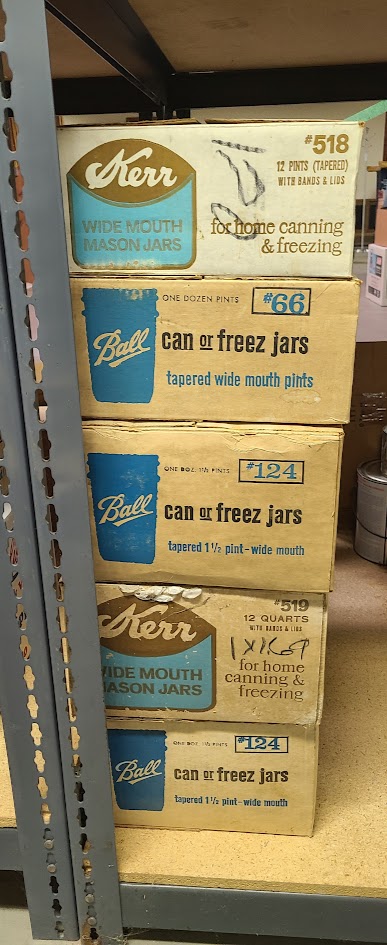 Kerr
WIDE MOUTH
MASON JARS
#518
12 PINTS (TAPERED)
WITH BANDS & LIDS
for home canning
& freezing
ONE DOZEN PINTS
#66
Ball
can or freez jars
tapered wide mouth pints
ONE DOZ. 1½ PINTS
#124
Ball
can or freez jars
tapered 1½ pint-wide mouth
Kerr
WIDE MOUTH
MASON JARS
#519
12 QUARTS
WITH BANDS & LIDS
for home
canning &
freezing
ONE DOZ. 1½ PINTS
#124
Ball
can or freez jars
tapered 1½ pint-wide mouth